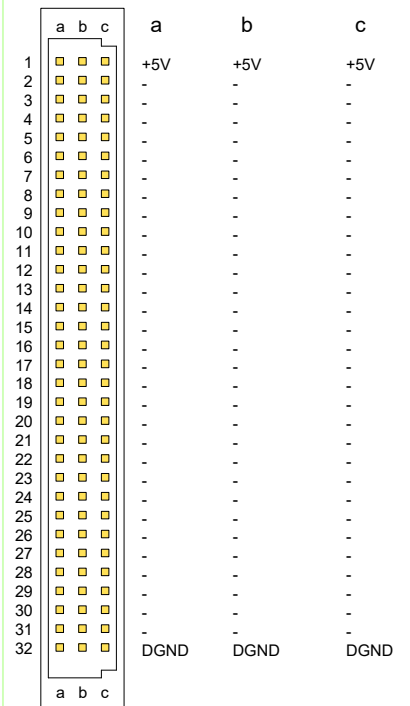 a b c a b c
1 +5V +5V +5V
2 - - -
3 - - -
4 - - -
5 - - -
6 - - -
7 - - -
8 - - -
9 - - -
10 - - -
11 - - -
12 - - -
13 - - -
14 - - -
15 - - -
16 - - -
17 - - -
18 - - -
19 - - -
20 - - -
21 - - -
22 - - -
23 - - -
24 - - -
25 - - -
26 - - -
27 - - -
28 - - -
29 - - -
30 - - -
31 - - -
32 DGND DGND DGND
a b c